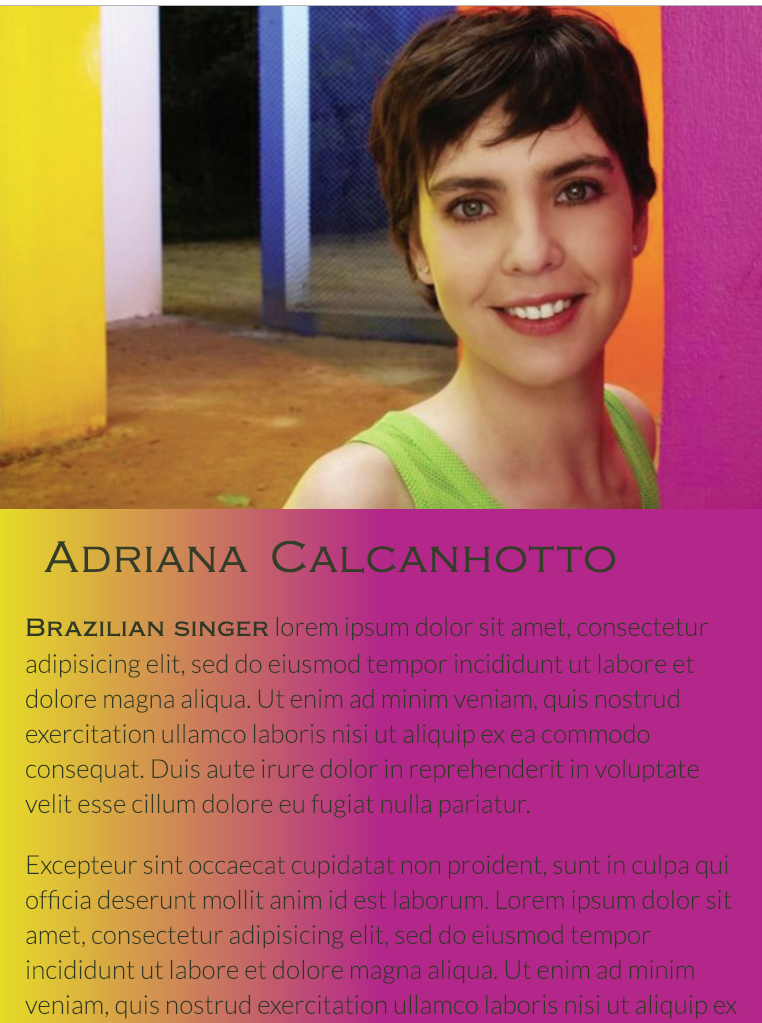 Adriana Calcanhotto
Brazilian singer lorem ipsum dolor sit amet, consectetur
adipisicing elit, sed do eiusmod tempor incididunt ut labore et
dolore magna aliqua. Ut enim ad minim veniam, quis nostrud
exercitation ullamco laboris nisi ut aliquip ex ea commodo
consequat. Duis aute irure dolor in reprehenderit in voluptate
velit esse cillum dolore eu fugiat nulla pariatur.
Excepteur sint occaecat cupidatat non proident, sunt in culpa qui
officia deserunt mollit anim id est laborum. Lorem ipsum dolor sit
amet, consectetur adipisicing elit, sed do eiusmod tempor
incididunt ut labore et dolore magna aliqua. Ut enim ad minim
veniam, quis nostrud exercitation ullamco laboris nisi ut aliquip ex